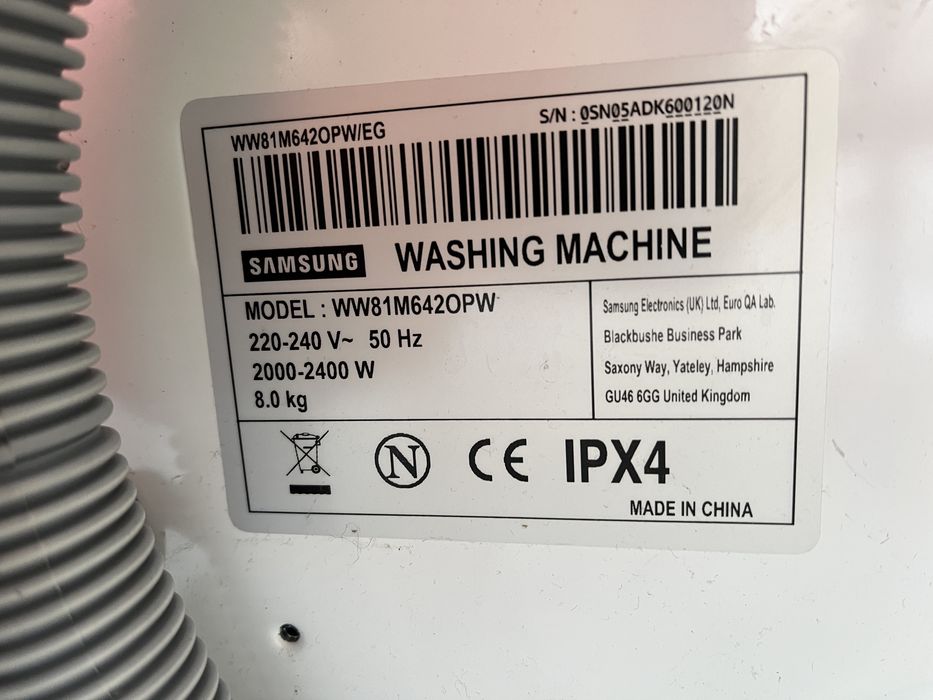 WW81M642OPW/EG
S/N : 0SN05ADK600120N
SAMSUNG WASHING MACHINE
MODEL : WW81M642OPW
220-240 V~ 50 Hz
2000-2400 W
8.0 kg
Samsung Electronics (UK) Ltd, Euro QA Lab.
Blackbushe Business Park
Saxony Way, Yateley, Hampshire
GU46 6GG United Kingdom
N CE IPX4
MADE IN CHINA